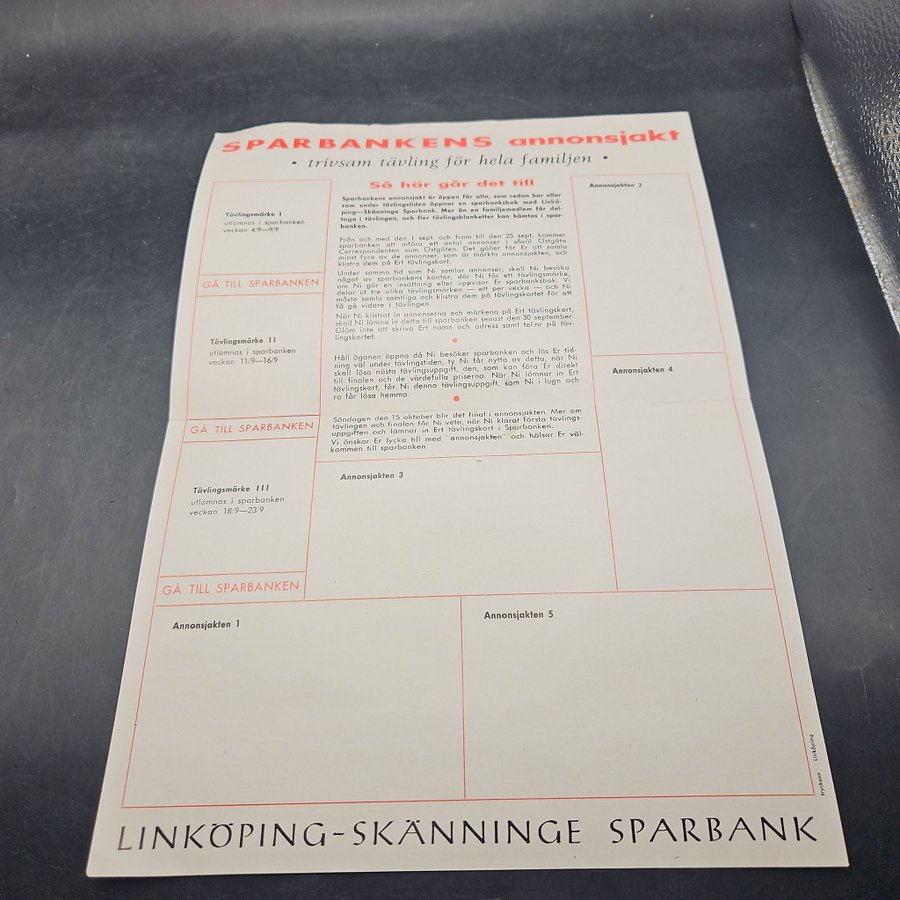 SPARBANKENS annonsjakt
• trivsam tävling för hela familjen •
Så här går det till
Sparbankens annonsjakt är öppen för alla, som redan har eller
som under tävlingstiden öppnar en sparbanksbok med Linkö-
ping—Skänninge Sparbank. Mer än en familjemedlem får del-
taga i tävlingen, och fler tävlingsblanketter kan hämtas i spar-
banken.
Från och med den 1 sept. och fram till den 25 sept. kommer
sparbanken att införa ett antal annonser i såväl Östgöta
Correspondenten som Östgöten. Det gäller för Er att samla
minst fyra av de annonser, som är märkta annonsjakten, och
klistra dem på Ert tävlingskort.
Under samma tid som Ni samlar annonser, skall Ni besöka
något av sparbankens kontor, där Ni får ett tävlingsmärke,
om Ni gör en insättning eller uppvisar Er sparbanksbok. Vi
delar ut tre olika tävlingsmärken — ett per vecka — och Ni
måste samla samtliga och klistra dem på tävlingskortet för att
få gå vidare i tävlingen.
När Ni klistrat in annonserna och märkena på Ert tävlingskort,
skall Ni lämna in detta till sparbanken senast den 30 september.
Glöm inte att skriva Ert namn och adress samt tel.nr på täv-
lingskortet.
Håll ögonen öppna då Ni besöker sparbanken och läs Er tid-
ning väl under tävlingstiden, ty Ni får nytta av detta, när Ni
skall lösa nästa tävlingsuppgift, den, som kan föra Er direkt
till finalen och de värdefulla priserna. När Ni lämnar in Ert
tävlingskort, får Ni denna tävlingsuppgift, som Ni i lugn och
ro får lösa hemma.
Söndagen den 15 oktober blir det final i annonsjakten. Mer om
tävlingen och finalen får Ni veta, när Ni klarat första tävlings-
uppgiften och lämnar in Ert tävlingskort i Sparbanken.
Vi önskar Er lycka till med "annonsjakten" och hälsar Er väl-
kommen till sparbanken
Tävlingsmärke I
utlämnas i sparbanken
veckan 4/9—9/9
GÅ TILL SPARBANKEN
Tävlingsmärke II
utlämnas i sparbanken
veckan 11/9—16/9
GÅ TILL SPARBANKEN
Tävlingsmärke III
utlämnas i sparbanken
veckan 18/9—23/9
GÅ TILL SPARBANKEN
Annonsjakten 2
Annonsjakten 4
Annonsjakten 3
Annonsjakten 1
Annonsjakten 5
tryckson Linköping
LINKÖPING-SKÄNNINGE SPARBANK